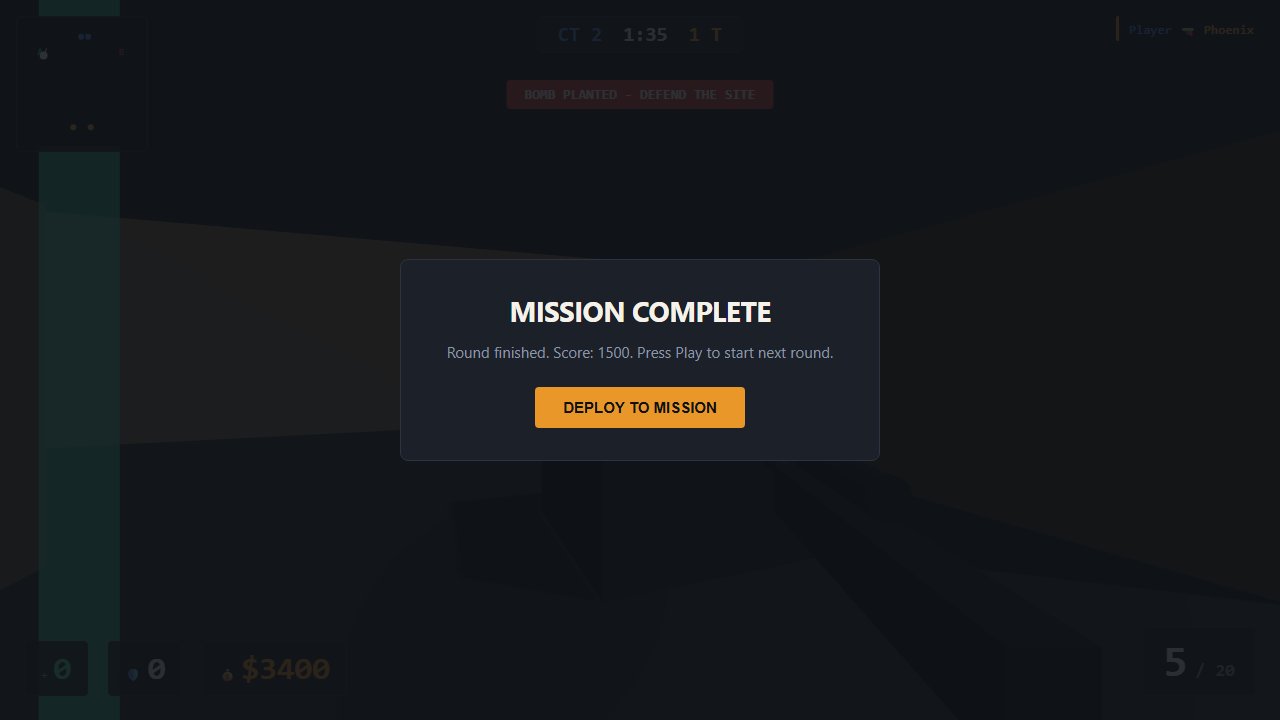 CT 2 1:35 1 T
Player Phoenix
BOMB PLANTED - DEFEND THE SITE
MISSION COMPLETE
Round finished. Score: 1500. Press Play to start next round.
DEPLOY TO MISSION
+ 0
0
$3400
5 / 20